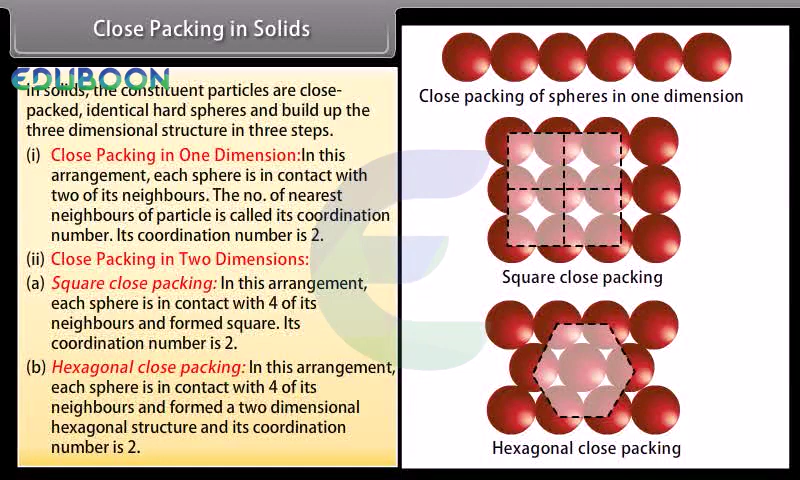 Close Packing in Solids
EDUBOON
In solids, the constituent particles are close-
packed, identical hard spheres and build up the
three dimensional structure in three steps.
(i) Close Packing in One Dimension:In this
arrangement, each sphere is in contact with
two of its neighbours. The no. of nearest
neighbours of particle is called its coordination
number. Its coordination number is 2.
(ii) Close Packing in Two Dimensions:
(a) Square close packing: In this arrangement,
each sphere is in contact with 4 of its
neighbours and formed square. Its
coordination number is 2.
(b) Hexagonal close packing: In this arrangement,
each sphere is in contact with 4 of its
neighbours and formed a two dimensional
hexagonal structure and its coordination
number is 2.
Close packing of spheres in one dimension
Square close packing
Hexagonal close packing